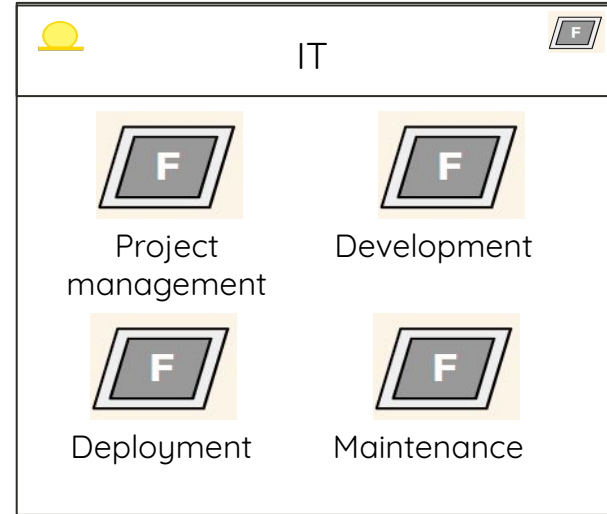 F
IT
F F
Project Development
management
F F
Deployment Maintenance